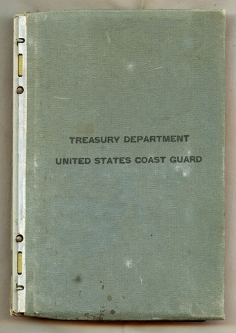 TREASURY DEPARTMENT
UNITED STATES COAST GUARD